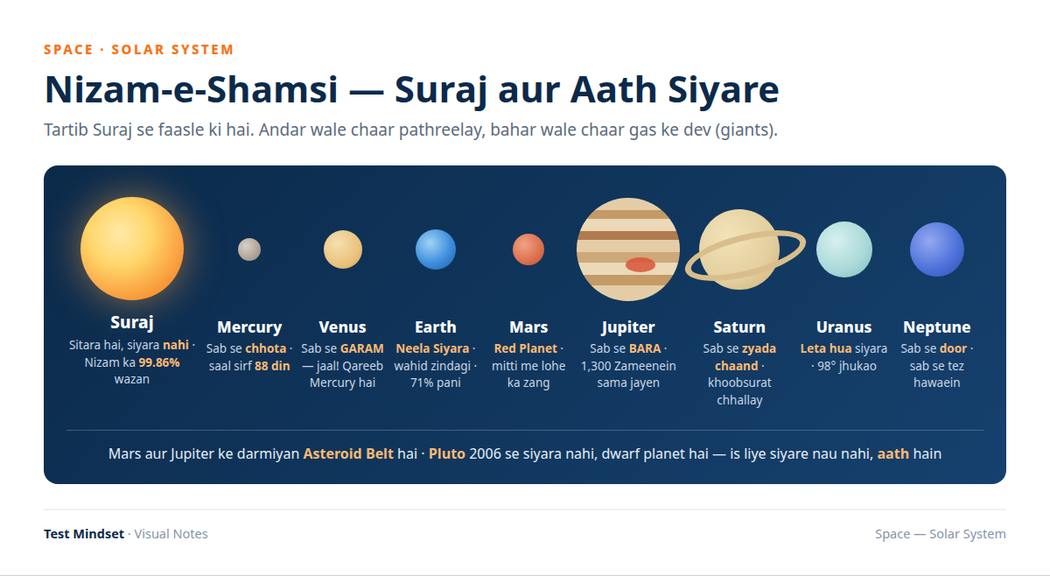 SPACE · SOLAR SYSTEM
Nizam-e-Shamsi — Suraj aur Aath Siyare
Tartib Suraj se faasle ki hai. Andar wale chaar pathreelay, bahar wale chaar gas ke dev (giants).
Suraj
Sitara hai, siyara nahi ·
Nizam ka 99.86%
wazan
Mercury
Sab se chhota ·
saal sirf 88 din
Venus
Sab se GARAM
— jaal! Qareeb
Mercury hai
Earth
Neela Siyara ·
wahid zindagi ·
71% pani
Mars
Red Planet ·
mitti me lohe
ka zang
Jupiter
Sab se BARA ·
1,300 Zameenein
sama jayen
Saturn
Sab se zyada
chaand ·
khoobsurat
chhallay
Uranus
Leta hua siyara
· 98° jhukao
Neptune
Sab se door ·
sab se tez
hawaein
Mars aur Jupiter ke darmiyan Asteroid Belt hai · Pluto 2006 se siyara nahi, dwarf planet hai — is liye siyare nau nahi, aath hain
Test Mindset · Visual Notes
Space — Solar System